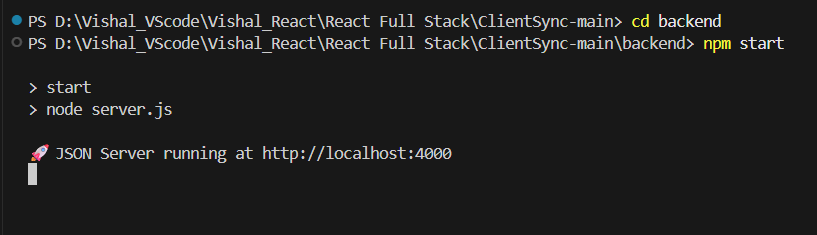 PS D:\Vishal_VScode\Vishal_React\React Full Stack\ClientSync-main> cd backend
PS D:\Vishal_VScode\Vishal_React\React Full Stack\ClientSync-main\backend> npm start
> start
> node server.js
🚀 JSON Server running at http://localhost:4000